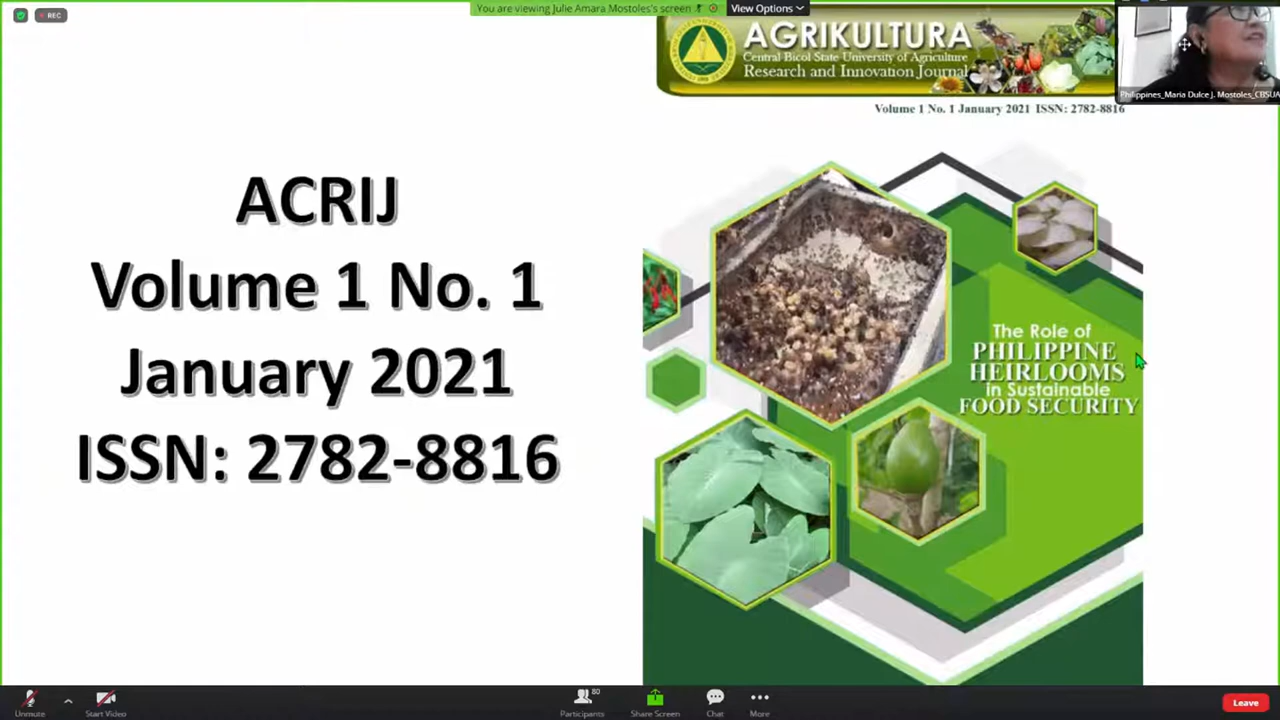 REC
You are viewing Julie Amara Mostoles's screen
View Options
AGRIKULTURA
Central Bicol State University of Agriculture
Research and Innovation Journal
Philippines_Maria Dulce J. Mostoles_CBSUA
Volume 1 No. 1 January 2021 ISSN: 2782-8816
ACRIJ
Volume 1 No. 1
January 2021
ISSN: 2782-8816
The Role of
PHILIPPINE
HEIRLOOMS
in Sustainable
FOOD SECURITY
Unmute
Start Video
Participants
80
Share Screen
Chat
More
Leave